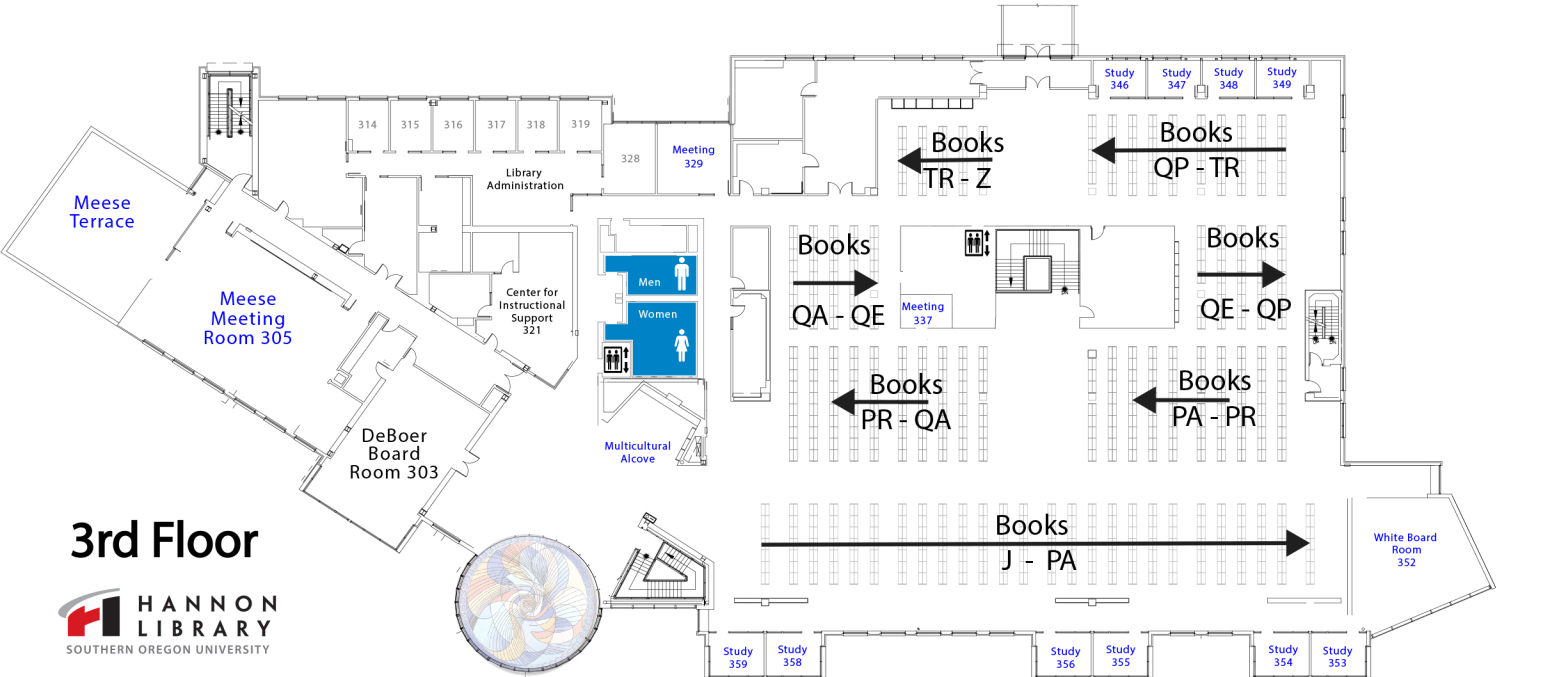 Study
346
Study
347
Study
348
Study
349
314
315
316
317
318
319
328
Meeting
329
Library
Administration
Books
TR - Z
Books
QP - TR
Meese
Terrace
Meese
Meeting
Room 305
Center for
Instructional
Support
321
Men
Women
Books
QA - QE
Meeting
337
Books
QE - QP
Books
PR - QA
Books
PA - PR
DeBoer
Board
Room 303
Multicultural
Alcove
Books
J - PA
White Board
Room
352
3rd Floor
HANNON
LIBRARY
SOUTHERN OREGON UNIVERSITY
Study
359
Study
358
Study
356
Study
355
Study
354
Study
353